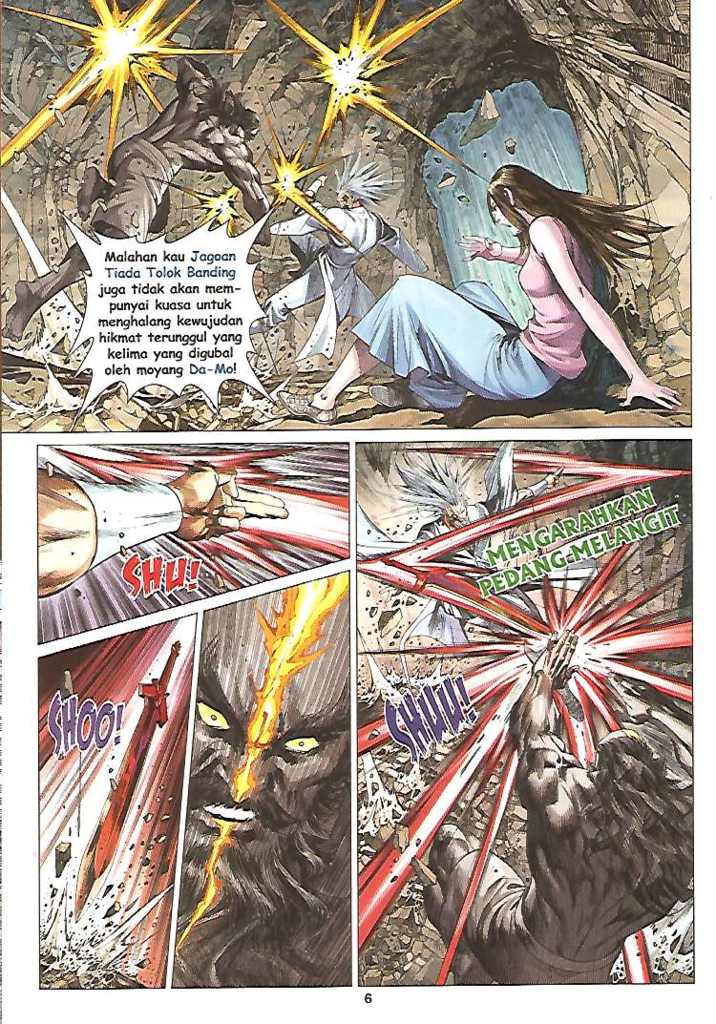 Malahan kau Jagoan
Tiada Tolok Banding
juga tidak akan mem-
punyai kuasa untuk
menghalang kewujudan
hikmat terunggul yang
kelima yang digubal
oleh moyang Da-Mo!
SHU!
MENGARAHKAN
PEDANG-MELANGIT
SHOO!
SHUU!
6